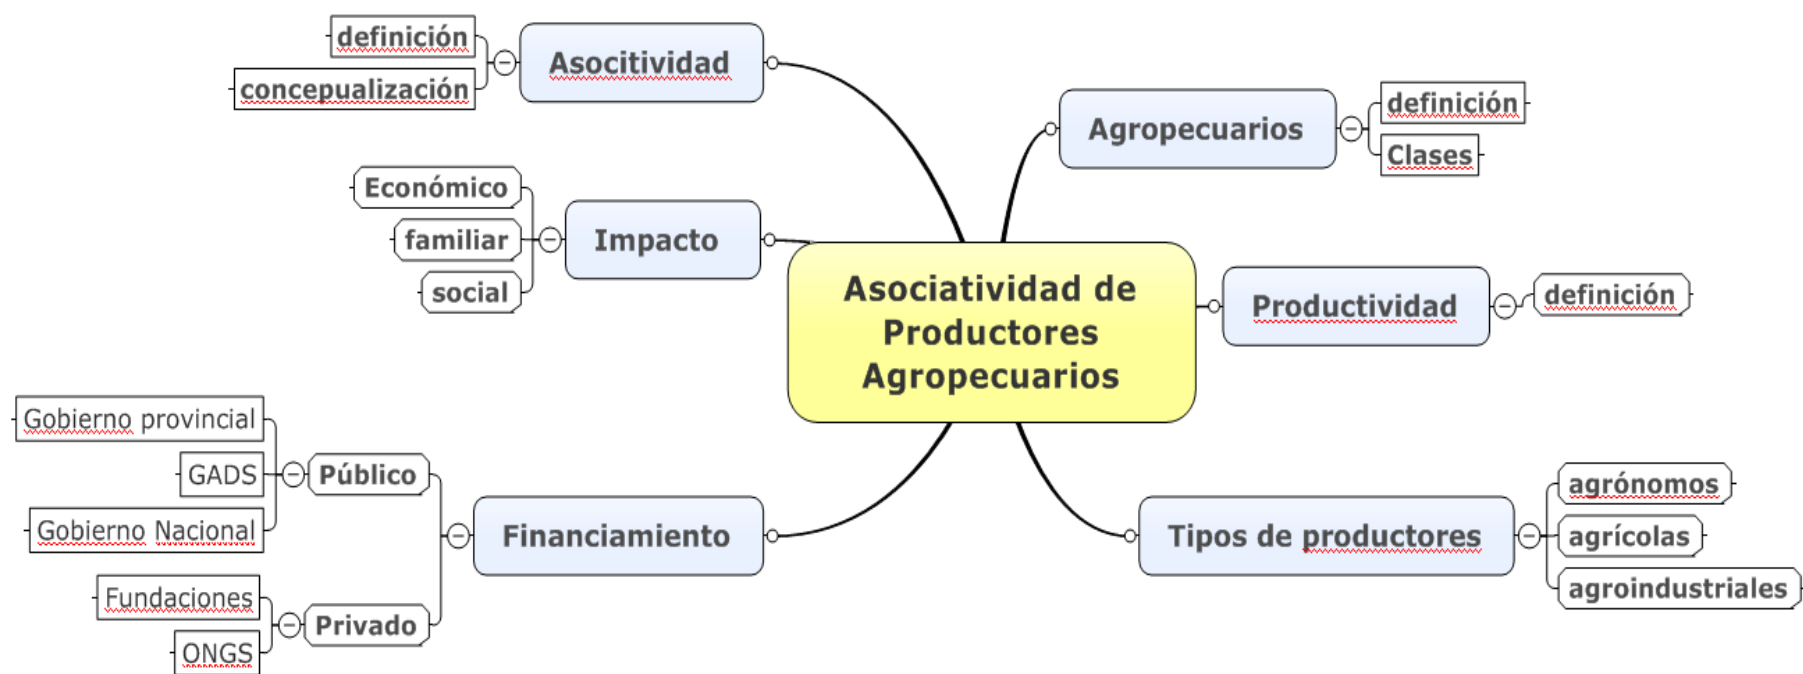 Asociatividad de
Productores
Agropecuarios
Asocitividad
definición
concepualización
Impacto
Económico
familiar
social
Financiamiento
Público
Gobierno provincial
GADS
Gobierno Nacional
Privado
Fundaciones
ONGS
Agropecuarios
definición
Clases
Productividad
definición
Tipos de productores
agrónomos
agrícolas
agroindustriales